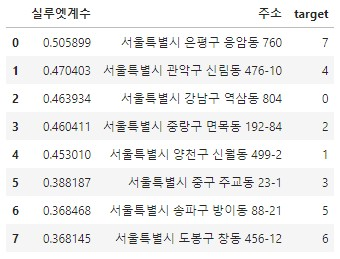 실루엣계수 주소 target
0 0.505899 서울특별시 은평구 응암동 760 7
1 0.470403 서울특별시 관악구 신림동 476-10 4
2 0.463934 서울특별시 강남구 역삼동 804 0
3 0.460411 서울특별시 중랑구 면목동 192-84 2
4 0.453010 서울특별시 양천구 신월동 499-2 1
5 0.388187 서울특별시 중구 주교동 23-1 3
6 0.368468 서울특별시 송파구 방이동 88-21 5
7 0.368145 서울특별시 도봉구 창동 456-12 6